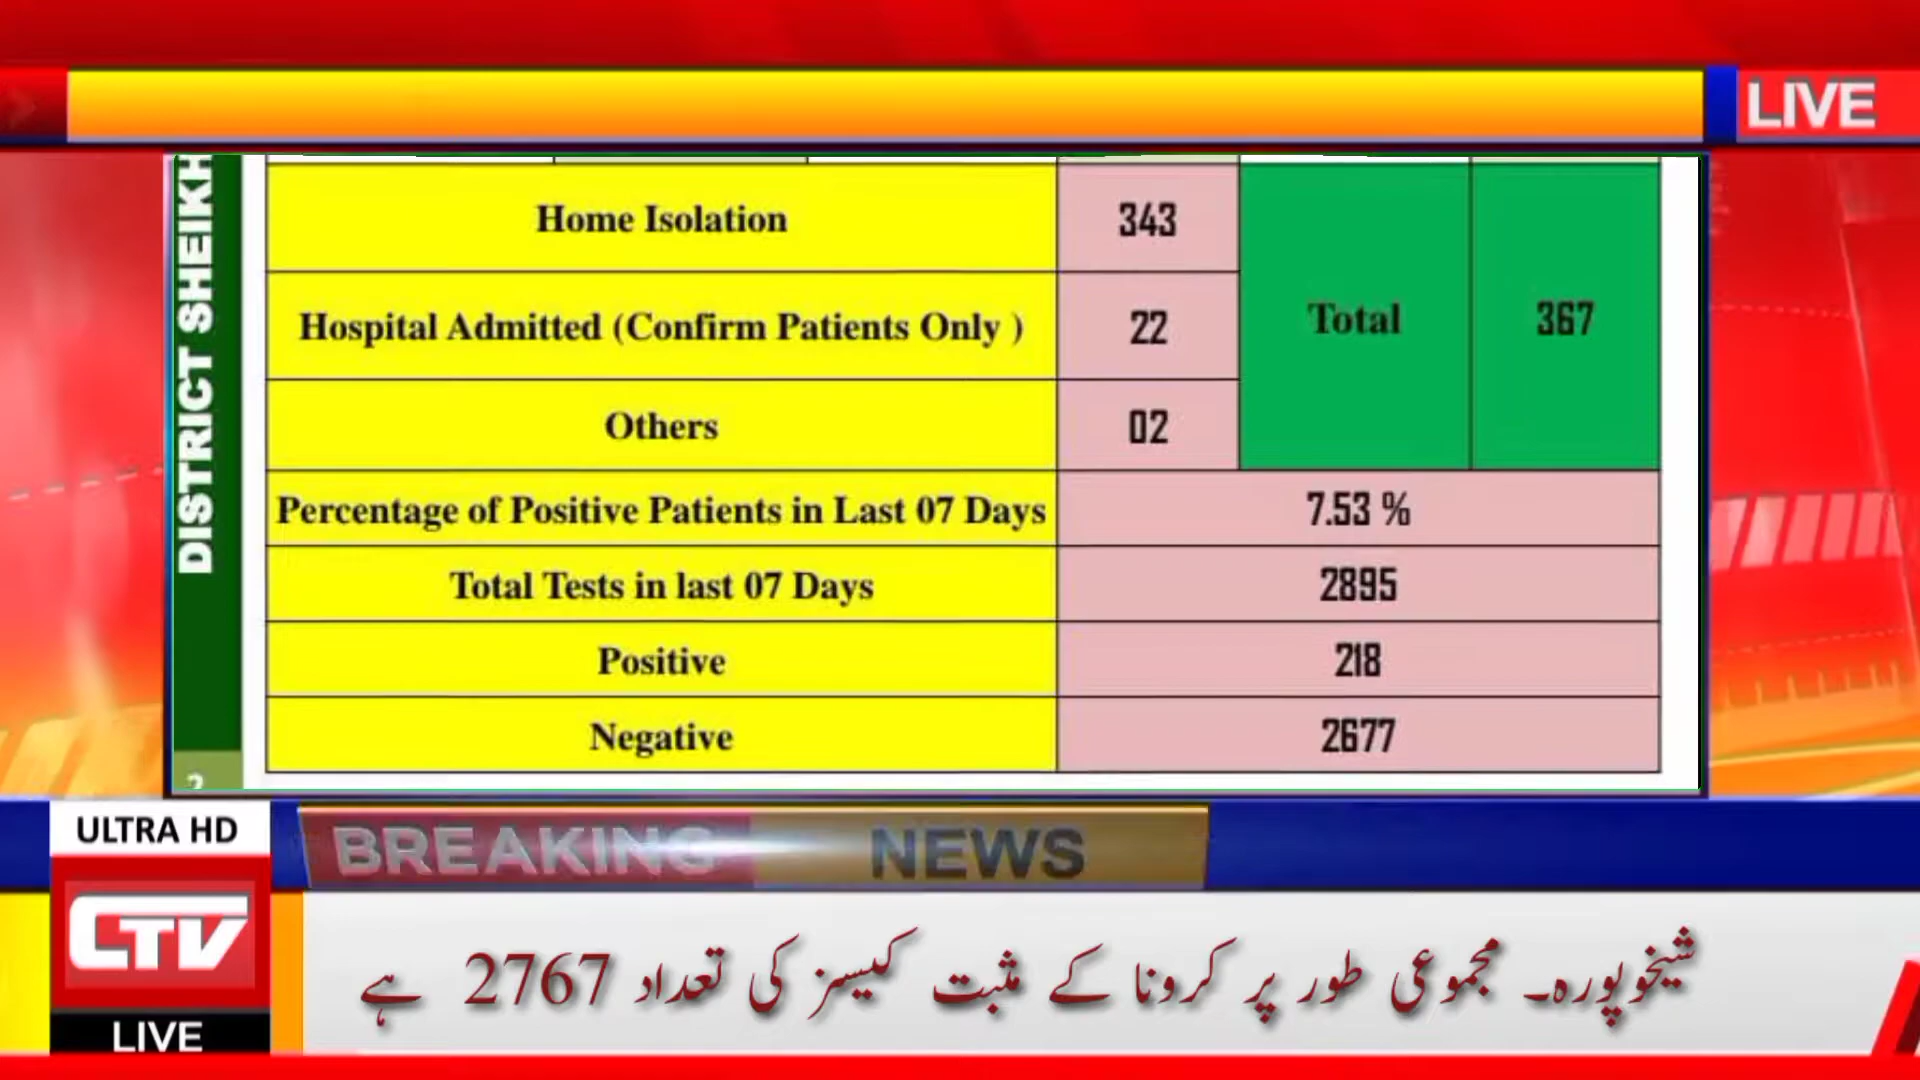 LIVE
DISTRICT SHEIKH
Home Isolation 343
Hospital Admitted (Confirm Patients Only ) 22
Others 02
Total 367
Percentage of Positive Patients in Last 07 Days 7.53 %
Total Tests in last 07 Days 2895
Positive 218
Negative 2677
2
ULTRA HD
BREAKING NEWS
CTV
LIVE
شیخوپورہ۔ مجموعی طور پر کرونا کے مثبت کیسز کی تعداد 2767 ہے